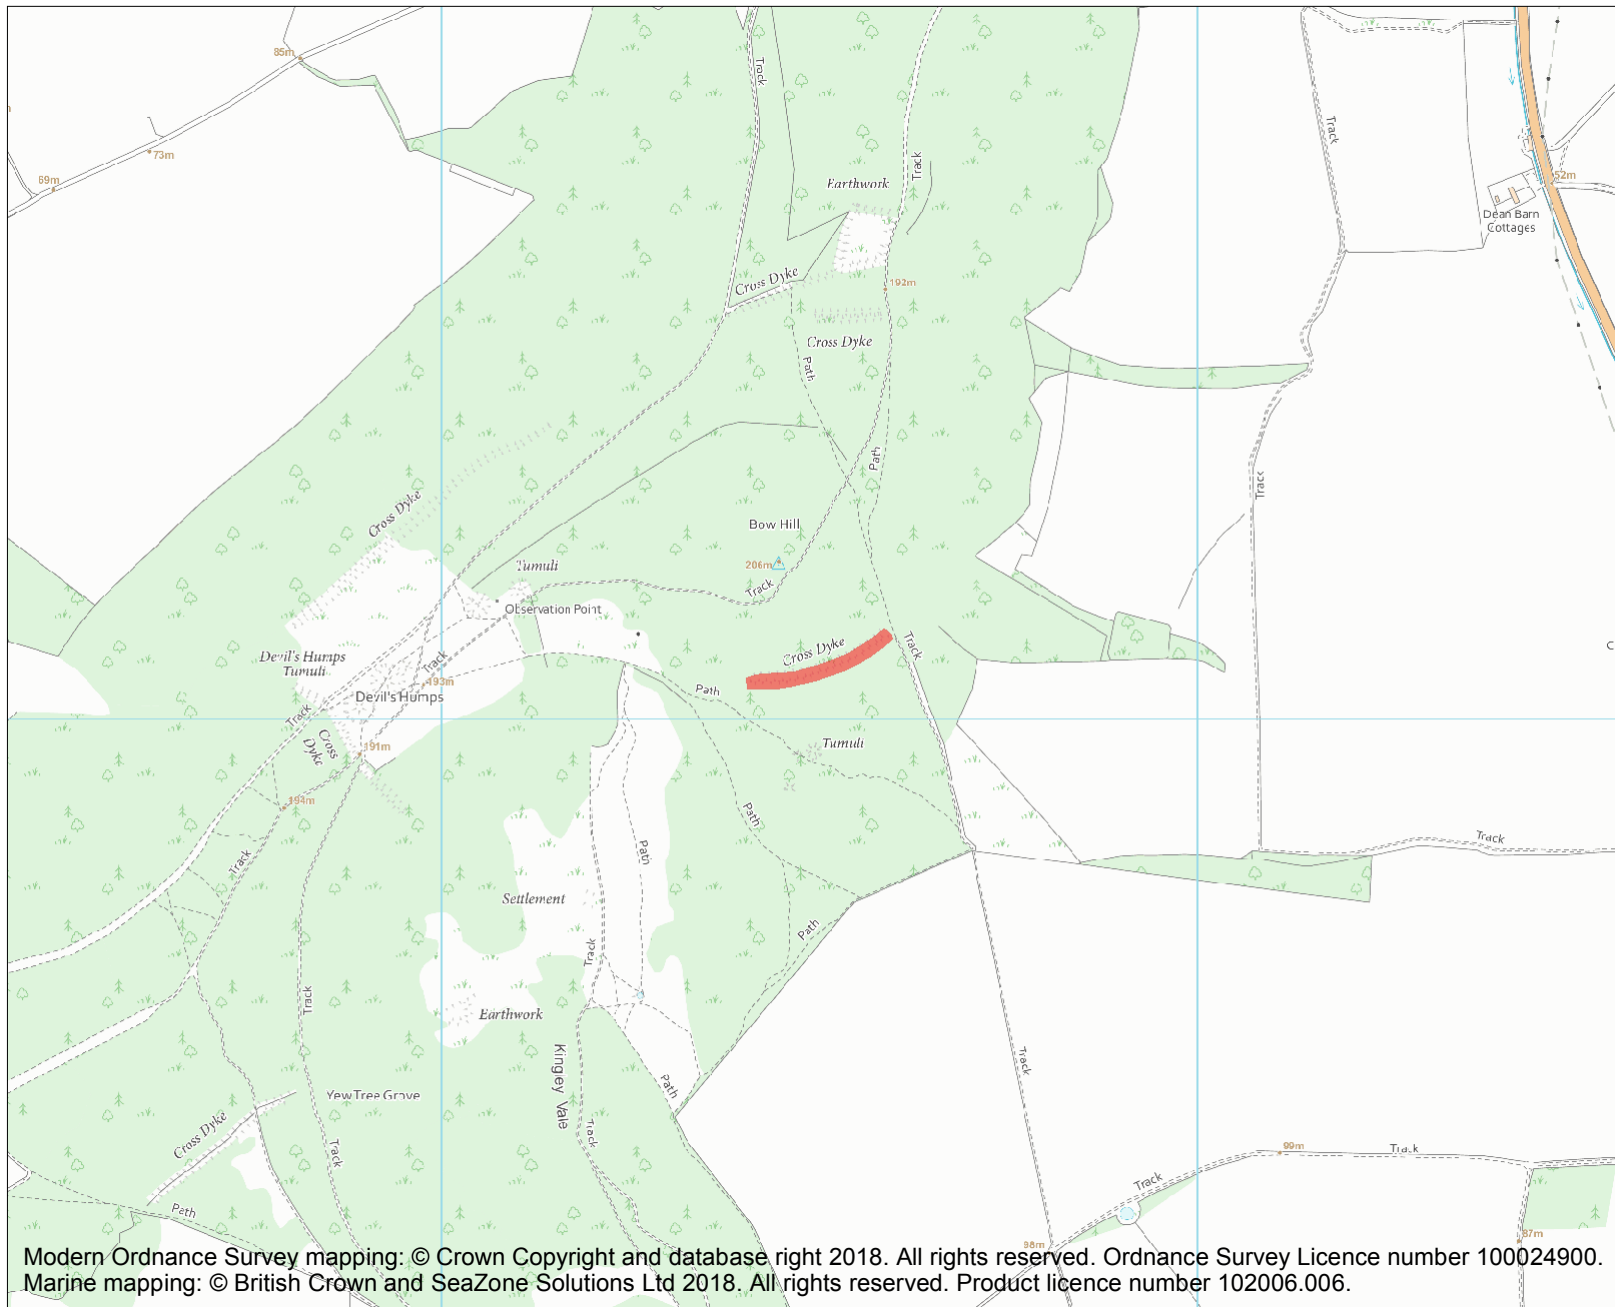 85m
Track
73m
69m
Track
Earthwork
Track
52m
Dean Barn
Cottages
Cross Dyke
192m
Cross Dyke
Path
Path
Track
Cross Dyke
Bow Hill
206m
Tumuli
Track
Observation Point
Cross Dyke
Track
Devil's Humps
Tumuli
Track
193m
Devil's Humps
Path
Track
Cross
Dyke
191m
Tumuli
194m
Path
Track
Path
Track
Settlement
Path
Track
Track
Earthwork
Kingley Vale
Track
Path
Yew Tree Grove
Cross Dyke
Track
Track
99m
Track
Track
Path
98m
87m
Modern Ordnance Survey mapping: © Crown Copyright and database right 2018. All rights reserved. Ordnance Survey Licence number 100024900.
Marine mapping: © British Crown and SeaZone Solutions Ltd 2018. All rights reserved. Product licence number 102006.006.